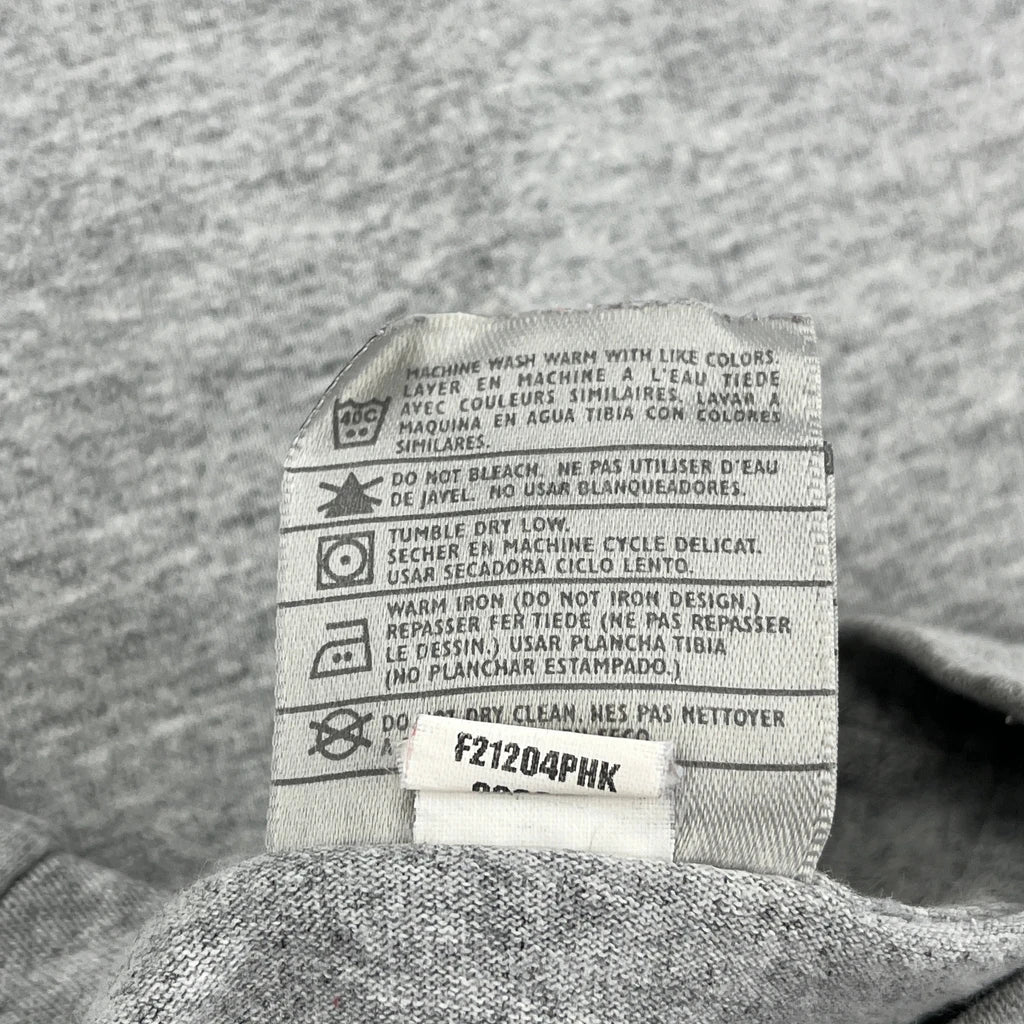 MACHINE WASH WARM WITH LIKE COLORS.
LAVER EN MACHINE A L'EAU TIEDE
AVEC COULEURS SIMILAIRES. LAVAR A
MAQUINA EN AGUA TIBIA CON COLORES
SIMILARES.
40C
DO NOT BLEACH. NE PAS UTILISER D'EAU
DE JAVEL. NO USAR BLANQUEADORES.
TUMBLE DRY LOW.
SECHER EN MACHINE CYCLE DELICAT.
USAR SECADORA CICLO LENTO.
WARM IRON (DO NOT IRON DESIGN.)
REPASSER FER TIEDE (NE PAS REPASSER
LE DESSIN.) USAR PLANCHA TIBIA
(NO PLANCHAR ESTAMPADO.)
DRY CLEAN. NES PAS NETTOYER
F21204PHK